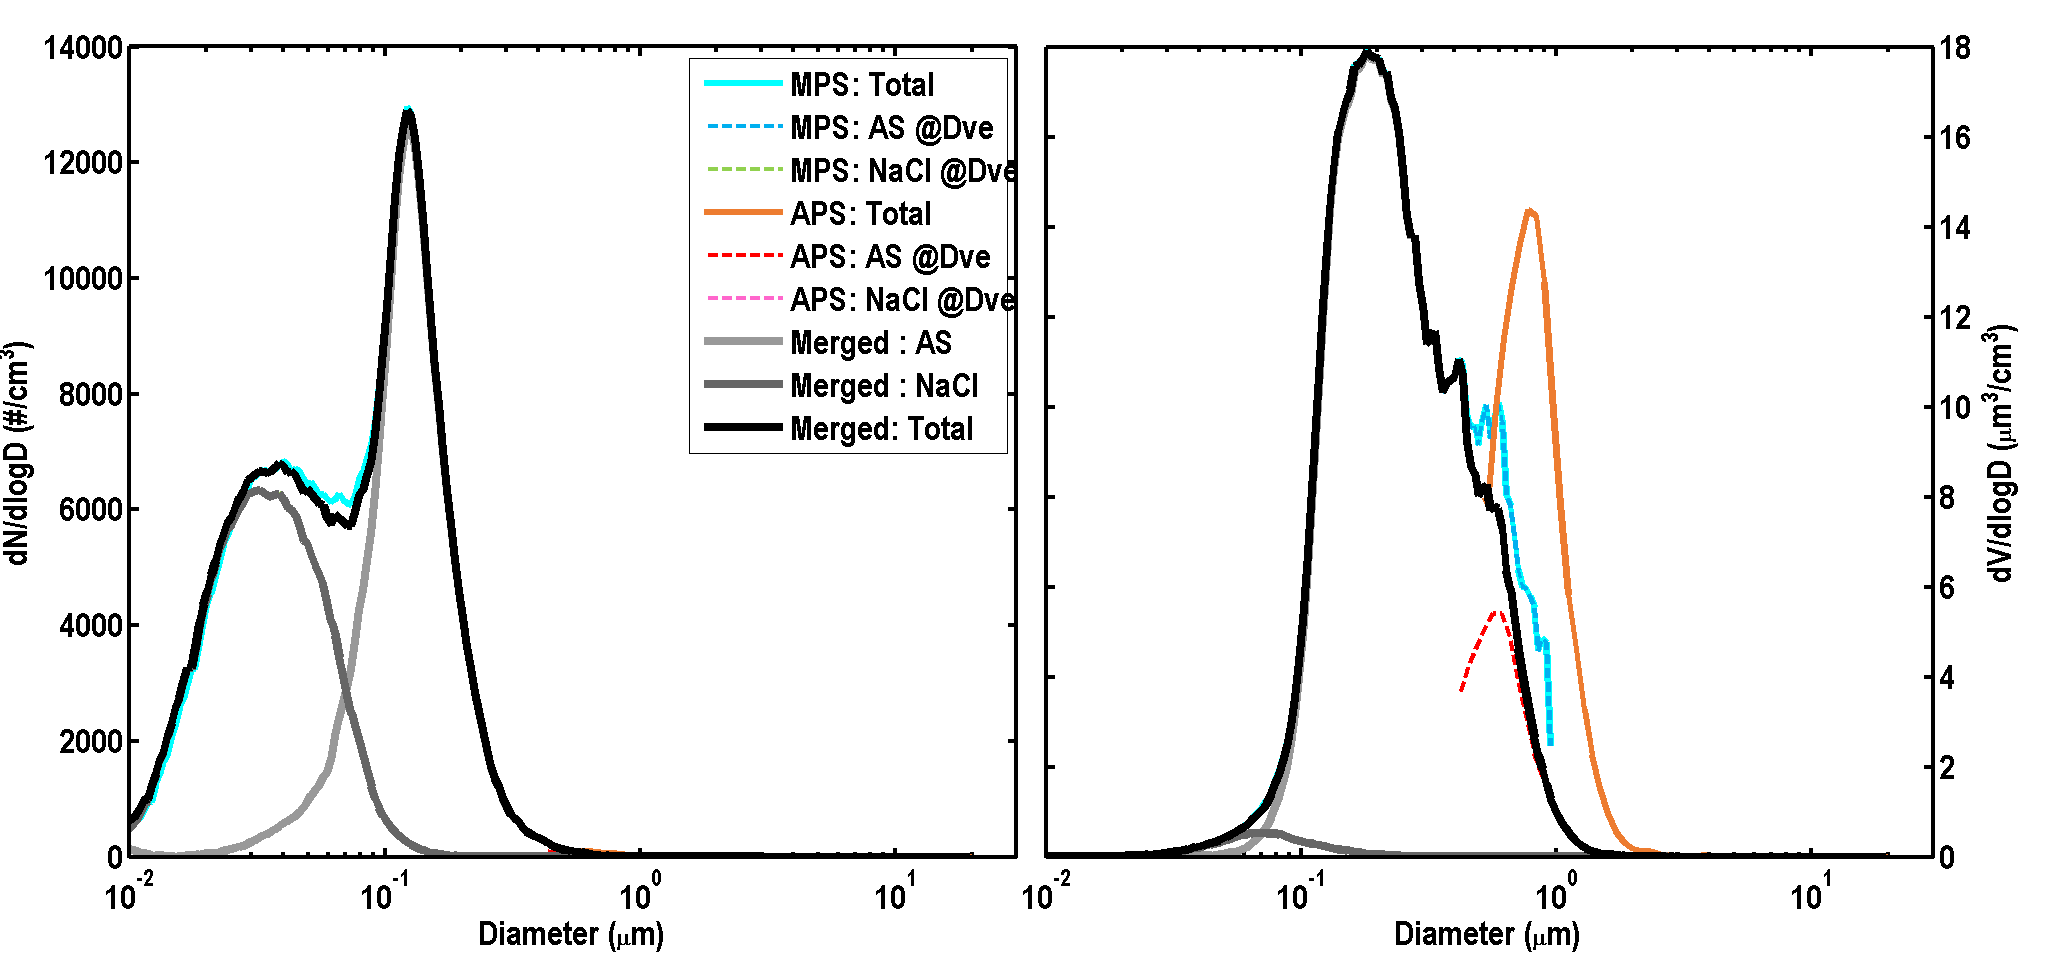 14000
12000
10000
8000
6000
4000
2000
0
dN/dlogD (#/cm³)
10⁻² 10⁻¹ 10⁰ 10¹
Diameter (μm)
MPS: Total
MPS: AS @Dve
MPS: NaCl @Dve
APS: Total
APS: AS @Dve
APS: NaCl @Dve
Merged : AS
Merged : NaCl
Merged: Total
18
16
14
12
10
8
6
4
2
0
dV/dlogD (μm³/cm³)
10⁻² 10⁻¹ 10⁰ 10¹
Diameter (μm)